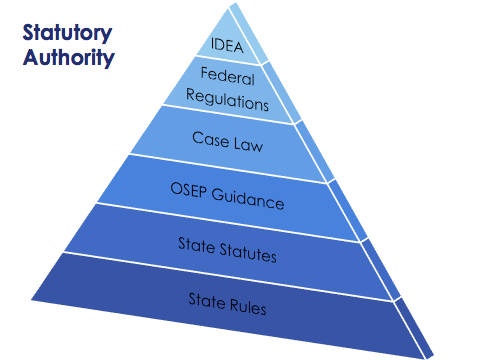 Statutory
Authority
IDEA
Federal
Regulations
Case Law
OSEP Guidance
State Statutes
State Rules